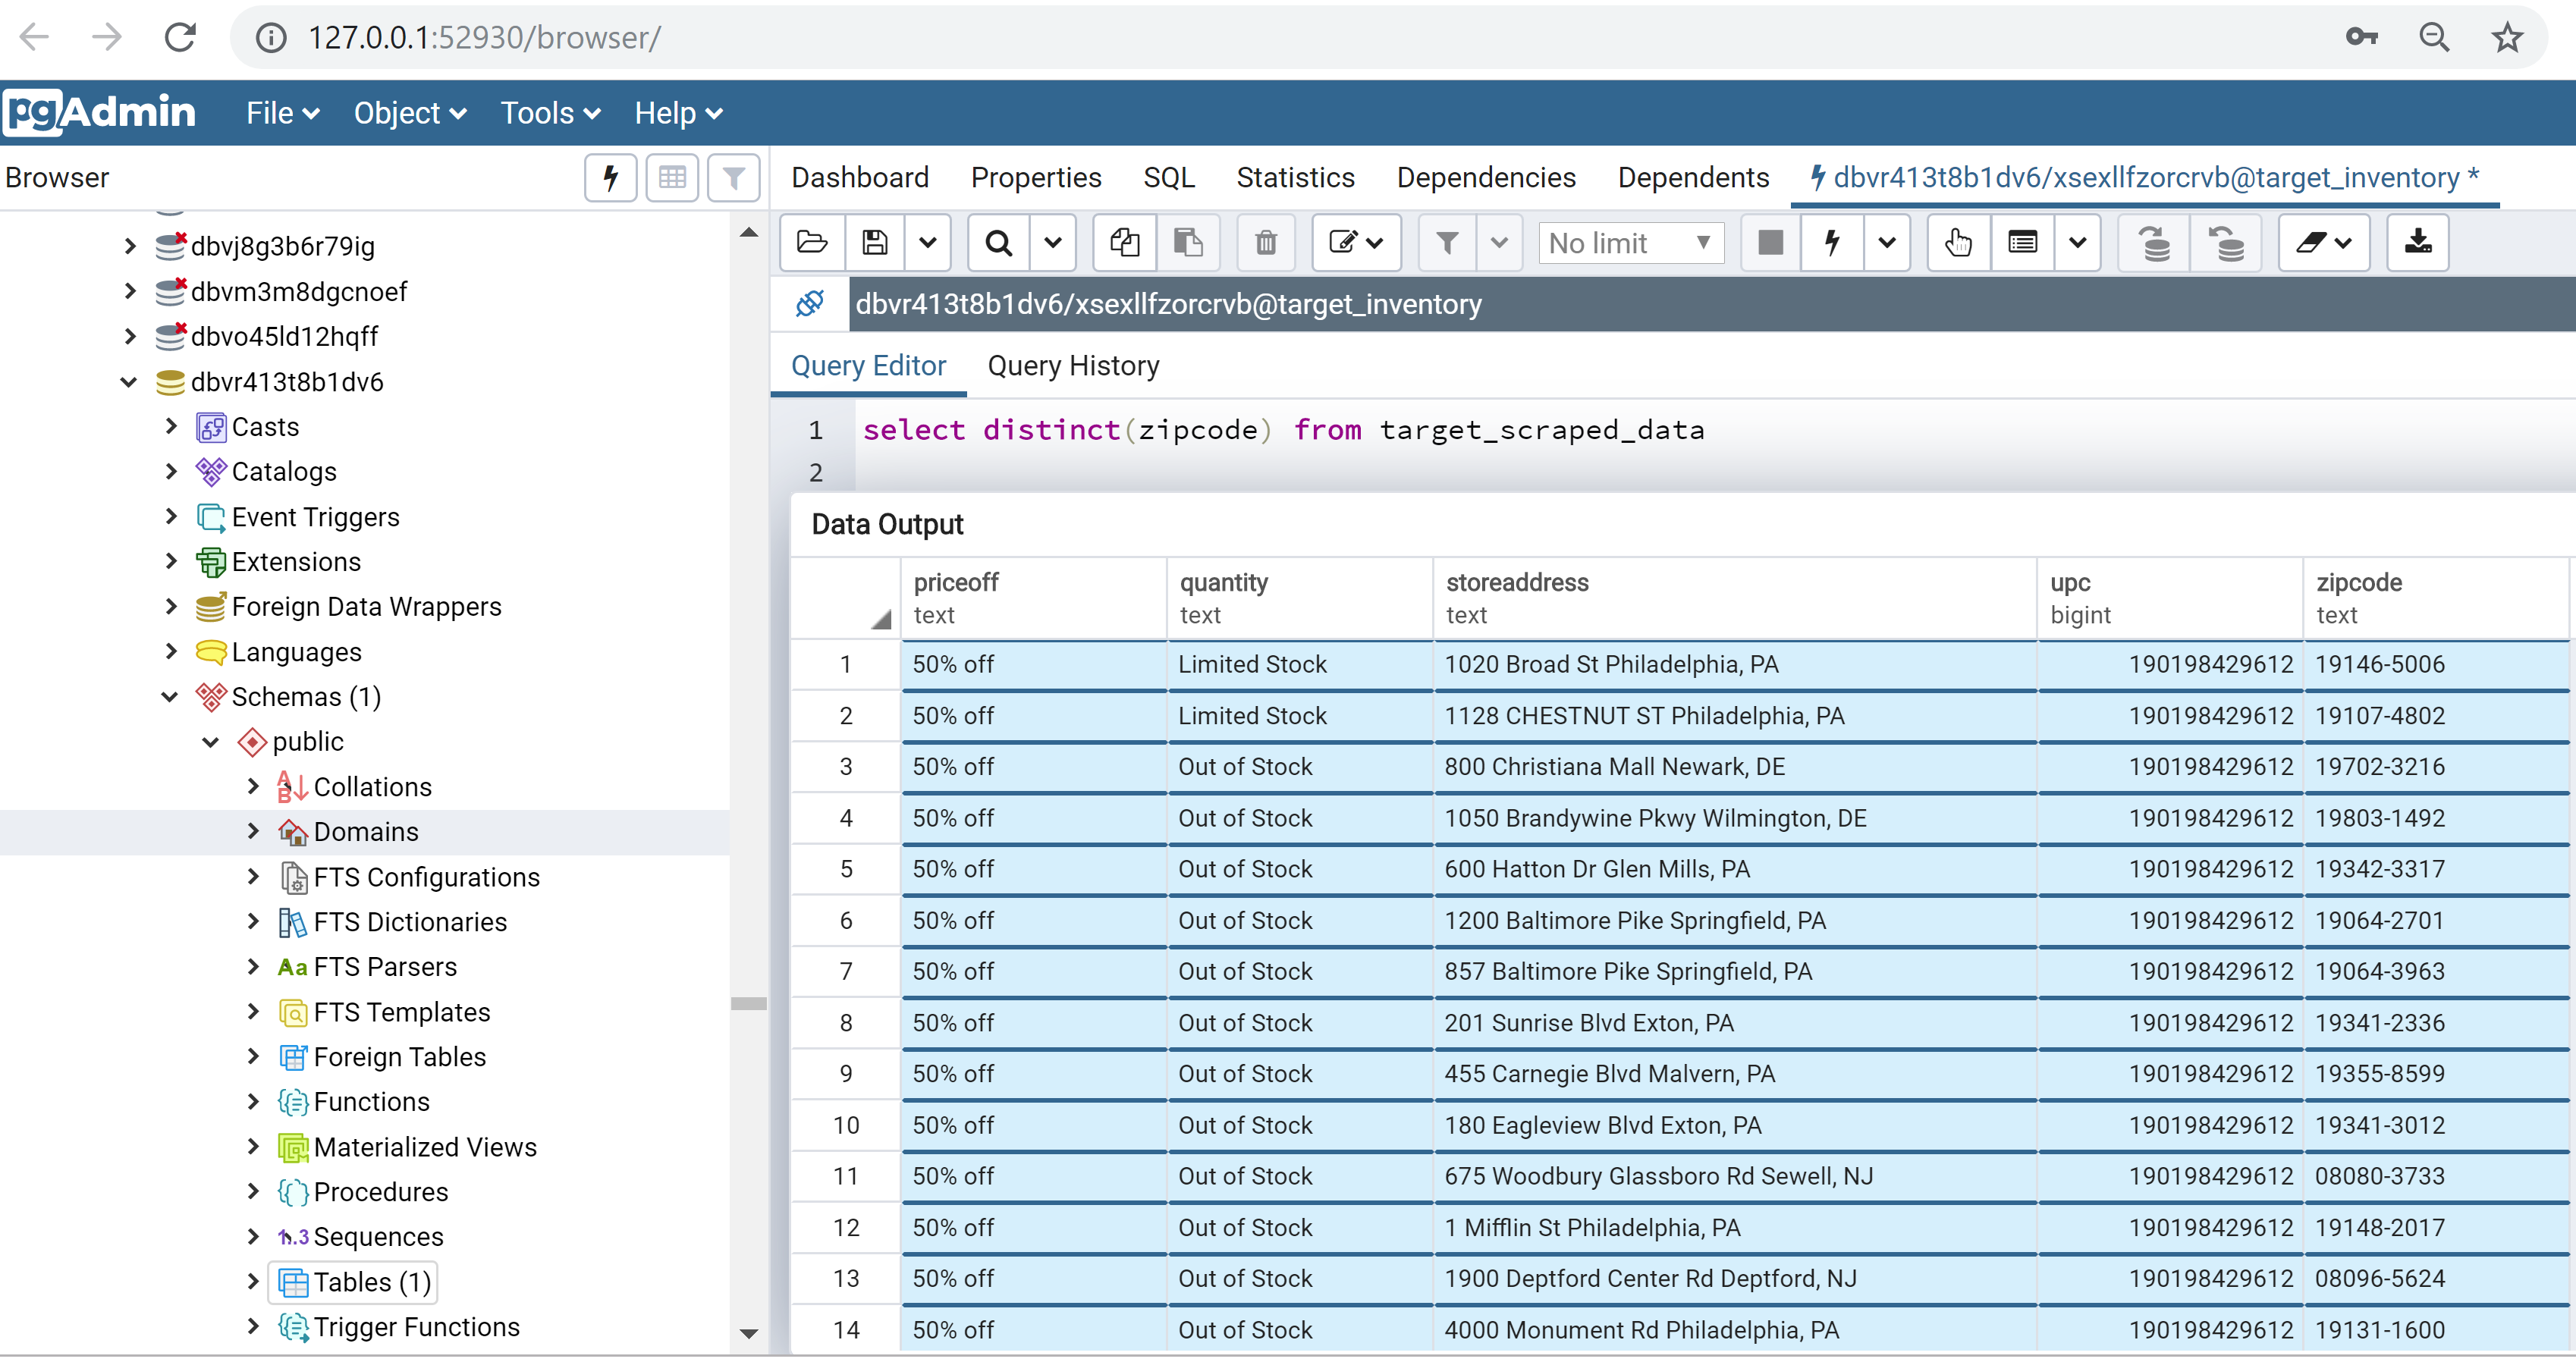 127.0.0.1:52930/browser/
pgAdmin File Object Tools Help
Browser
Dashboard Properties SQL Statistics Dependencies Dependents dbvr413t8b1dv6/xsexllfzorcrvb@target_inventory *
No limit
dbvj8g3b6r79ig
dbvm3m8dgcnoef
dbvo45ld12hqff
dbvr413t8b1dv6
Casts
Catalogs
Event Triggers
Extensions
Foreign Data Wrappers
Languages
Schemas (1)
public
Collations
Domains
FTS Configurations
FTS Dictionaries
Aa FTS Parsers
FTS Templates
Foreign Tables
Functions
Materialized Views
Procedures
1..3 Sequences
Tables (1)
Trigger Functions
dbvr413t8b1dv6/xsexllfzorcrvb@target_inventory
Query Editor Query History
1 select distinct(zipcode) from target_scraped_data
2
Data Output
priceoff quantity storeaddress upc zipcode
text text text bigint text
1 50% off Limited Stock 1020 Broad St Philadelphia, PA 190198429612 19146-5006
2 50% off Limited Stock 1128 CHESTNUT ST Philadelphia, PA 190198429612 19107-4802
3 50% off Out of Stock 800 Christiana Mall Newark, DE 190198429612 19702-3216
4 50% off Out of Stock 1050 Brandywine Pkwy Wilmington, DE 190198429612 19803-1492
5 50% off Out of Stock 600 Hatton Dr Glen Mills, PA 190198429612 19342-3317
6 50% off Out of Stock 1200 Baltimore Pike Springfield, PA 190198429612 19064-2701
7 50% off Out of Stock 857 Baltimore Pike Springfield, PA 190198429612 19064-3963
8 50% off Out of Stock 201 Sunrise Blvd Exton, PA 190198429612 19341-2336
9 50% off Out of Stock 455 Carnegie Blvd Malvern, PA 190198429612 19355-8599
10 50% off Out of Stock 180 Eagleview Blvd Exton, PA 190198429612 19341-3012
11 50% off Out of Stock 675 Woodbury Glassboro Rd Sewell, NJ 190198429612 08080-3733
12 50% off Out of Stock 1 Mifflin St Philadelphia, PA 190198429612 19148-2017
13 50% off Out of Stock 1900 Deptford Center Rd Deptford, NJ 190198429612 08096-5624
14 50% off Out of Stock 4000 Monument Rd Philadelphia, PA 190198429612 19131-1600